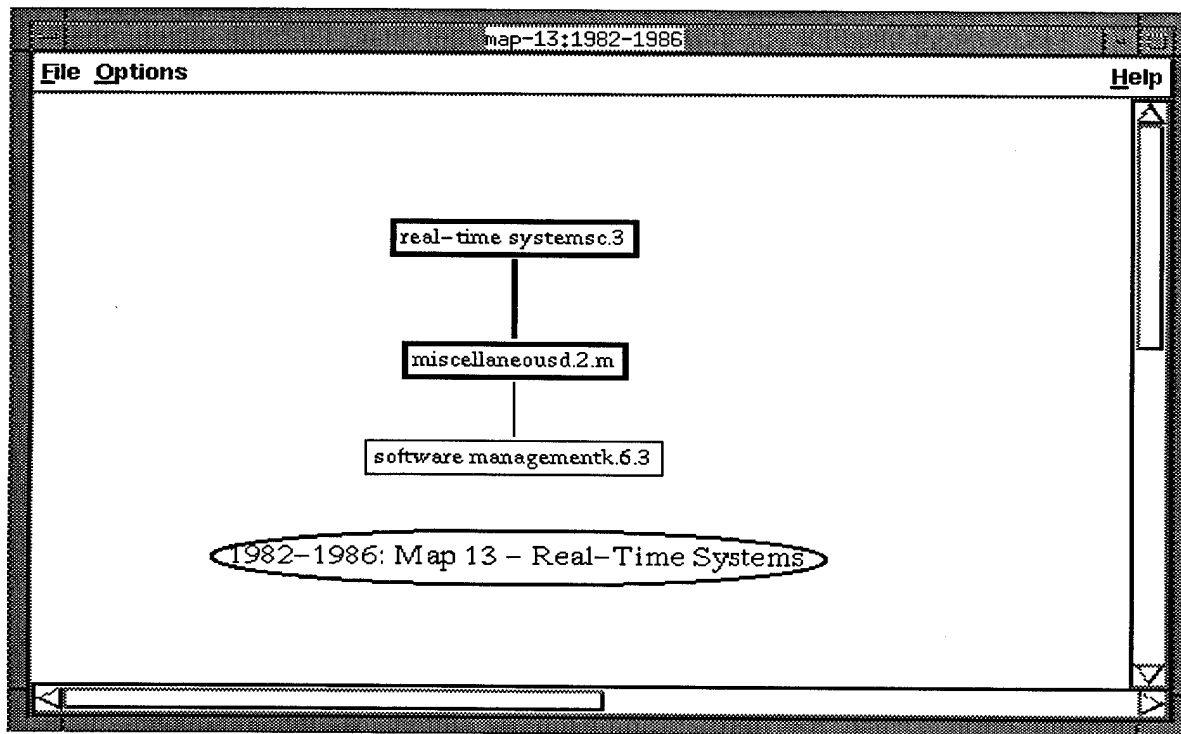 map-13:1982-1986
File Options Help
real-time systemsc.3
miscellaneousd.2.m
software managementk.6.3
1982-1986: Map 13 - Real-Time Systems